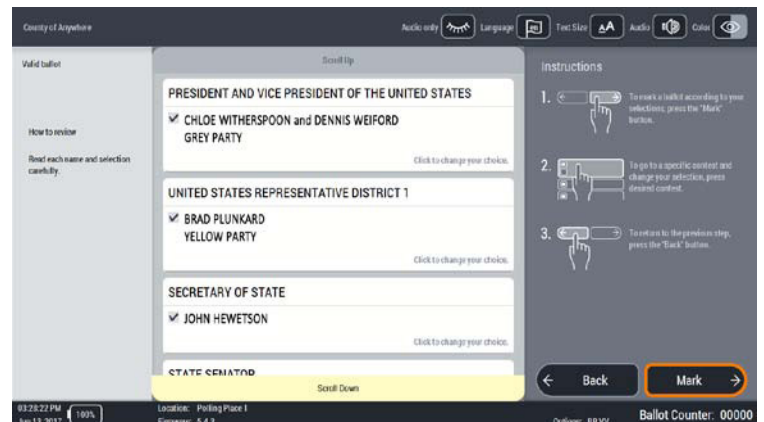 County of Anywhere
Audio only
Language
Text Size AA
Audio
Color
Valid ballot
How to review
Read each name and selection
carefully.
Scroll Up
PRESIDENT AND VICE PRESIDENT OF THE UNITED STATES
CHLOE WITHERSPOON and DENNIS WEIFORD
GREY PARTY
Click to change your choice.
UNITED STATES REPRESENTATIVE DISTRICT 1
BRAD PLUNKARD
YELLOW PARTY
Click to change your choice.
SECRETARY OF STATE
JOHN HEWETSON
Click to change your choice.
STATE SENATOR
Scroll Down
Instructions
1. To mark a ballot according to your
selections, press the "Mark"
button.
2. To go to a specific contest and
change your selection, press
desired contest.
3. To return to the previous step,
press the "Back" button.
Back
Mark
03:28:22 PM
100%
Location: Polling Place 1
Ballot Counter: 00000